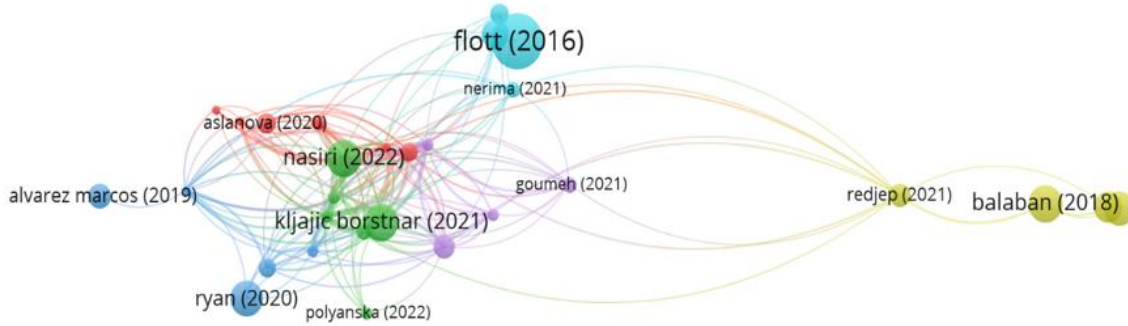 flott (2016)
nerima (2021)
aslanova (2020)
nasiri (2022)
goumeh (2021)
alvarez marcos (2019)
redjep (2021)
balaban (2018)
kljajic borstnar (2021)
ryan (2020)
polyanska (2022)